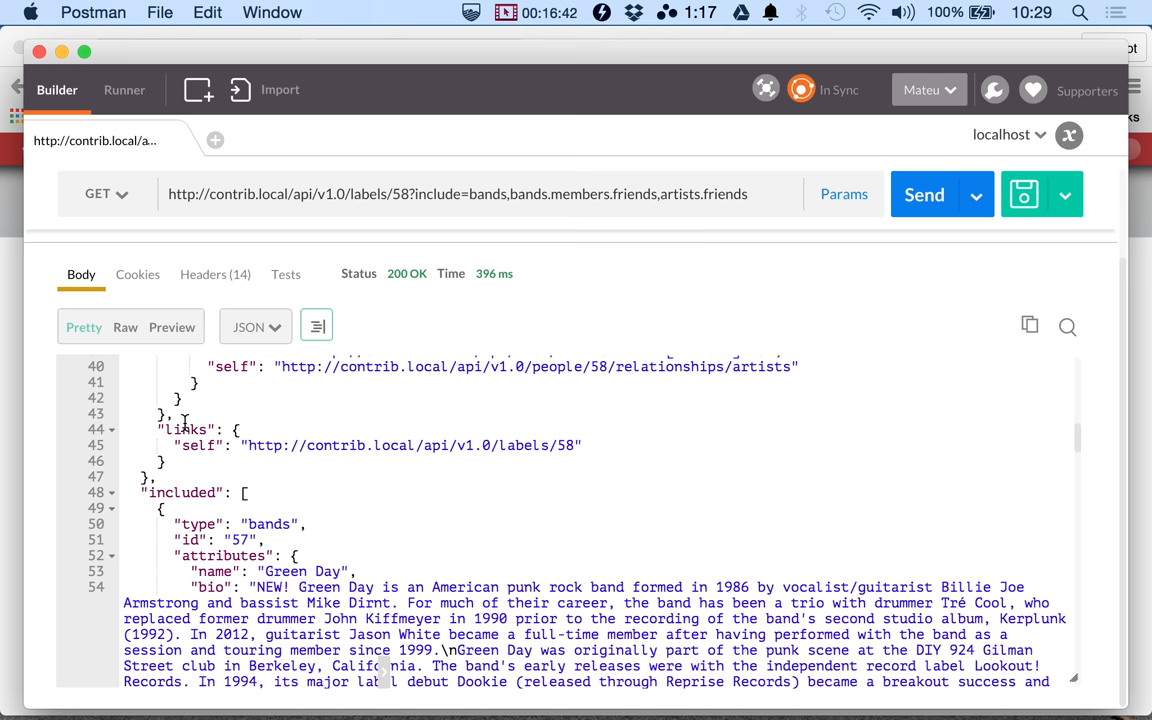 Postman File Edit Window 00:16:42 1:17 100% 10:29
ot
Builder Runner Import In Sync Mateu Supporters
ks
http://contrib.local/a... localhost x
GET http://contrib.local/api/v1.0/labels/58?include=bands,bands.members.friends,artists.friends Params Send
Body Cookies Headers (14) Tests Status 200 OK Time 396 ms
Pretty Raw Preview JSON
40 "self": "http://contrib.local/api/v1.0/people/58/relationships/artists"
41 }
42 }
43 },
44 "links": {
45 "self": "http://contrib.local/api/v1.0/labels/58"
46 }
47 },
48 "included": [
49 {
50 "type": "bands",
51 "id": "57",
52 "attributes": {
53 "name": "Green Day",
54 "bio": "NEW! Green Day is an American punk rock band formed in 1986 by vocalist/guitarist Billie Joe
Armstrong and bassist Mike Dirnt. For much of their career, the band has been a trio with drummer Tré Cool, who
replaced former drummer John Kiffmeyer in 1990 prior to the recording of the band's second studio album, Kerplunk
(1992). In 2012, guitarist Jason White became a full-time member after having performed with the band as a
session and touring member since 1999.\nGreen Day was originally part of the punk scene at the DIY 924 Gilman
Street club in Berkeley, California. The band's early releases were with the independent record label Lookout!
Records. In 1994, its major label debut Dookie (released through Reprise Records) became a breakout success and